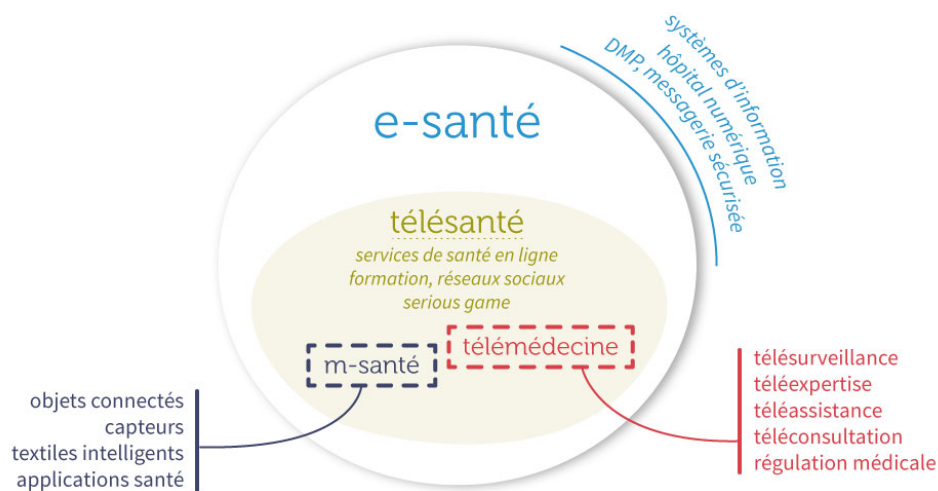 systèmes d'information
hôpital numérique
DMP, messagerie sécurisée
e-santé
télésanté
services de santé en ligne
formation, réseaux sociaux
serious game
télémédecine
m-santé
télésurveillance
téléexpertise
téléassistance
téléconsultation
régulation médicale
objets connectés
capteurs
textiles intelligents
applications santé